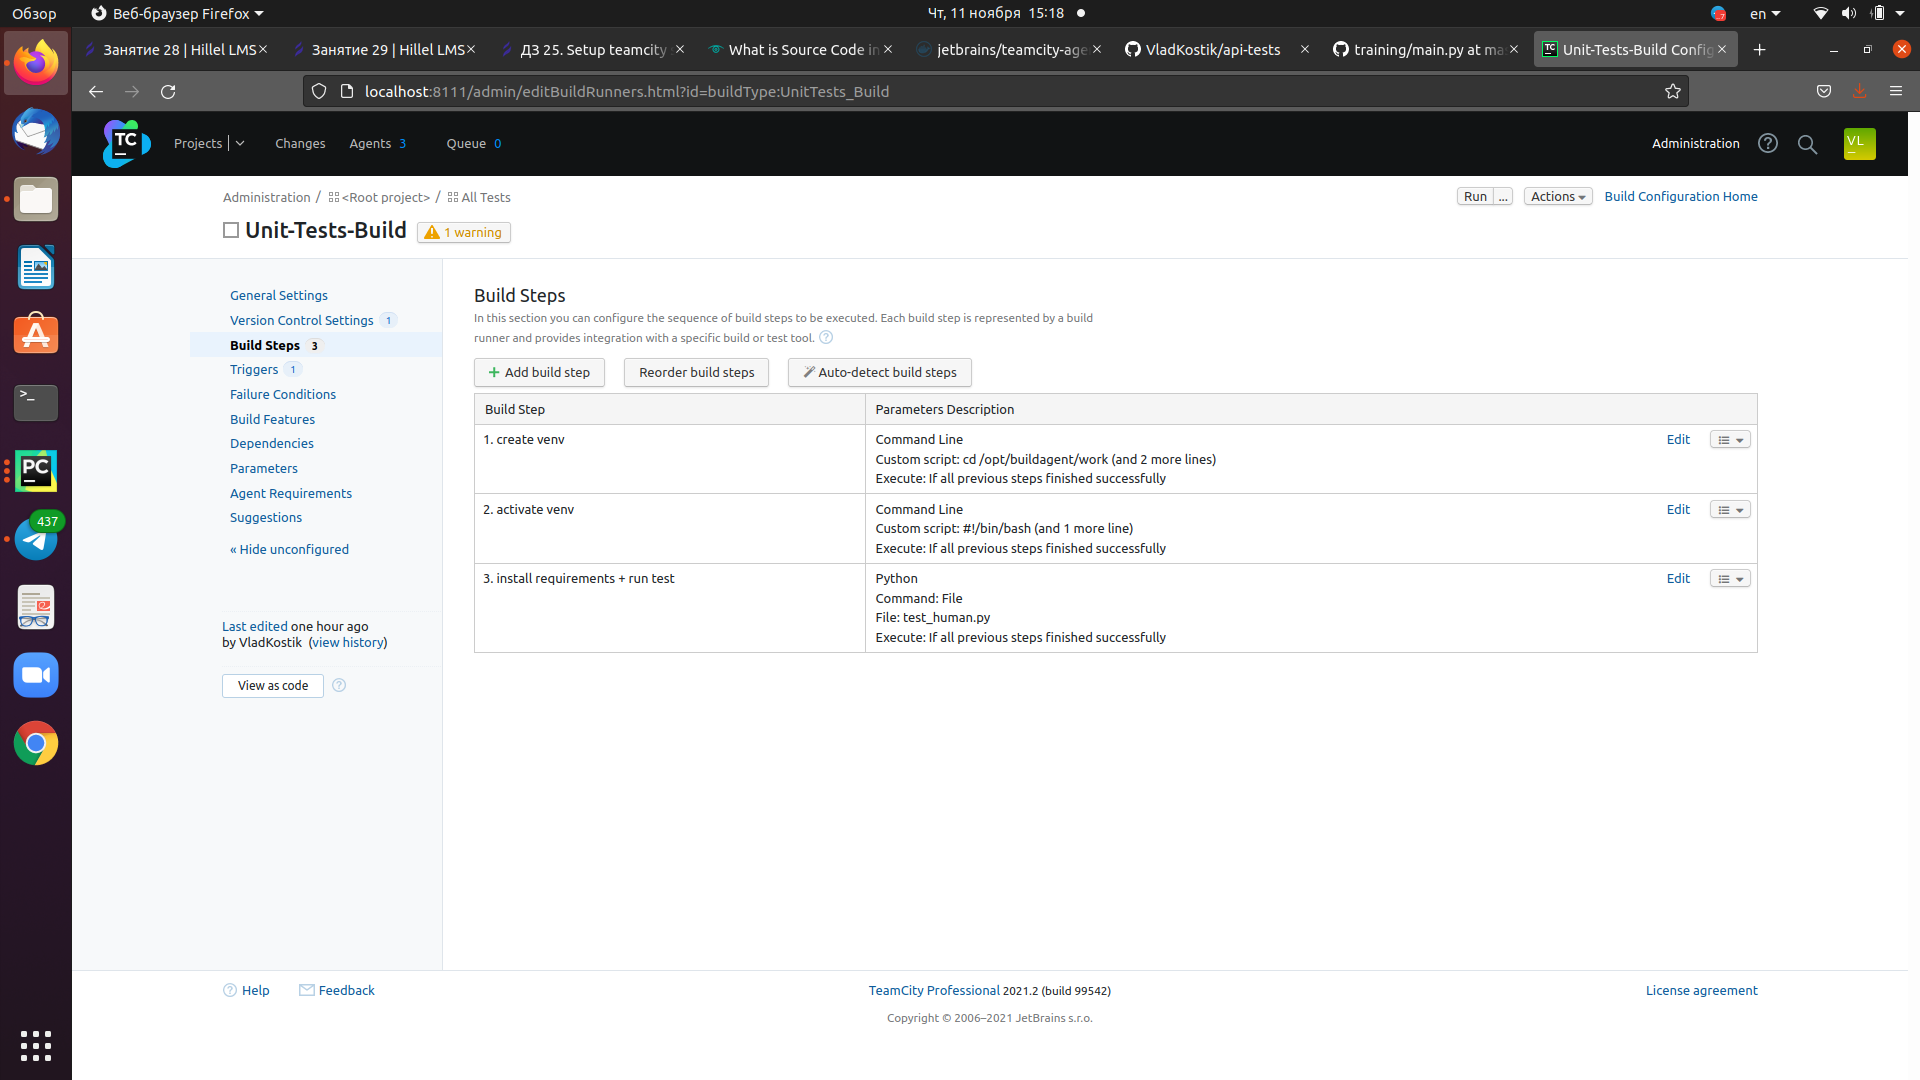 Обзор
Веб-браузер Firefox
Чт, 11 ноября 15:18
en
Занятие 28 | Hillel LMS
Занятие 29 | Hillel LMS
ДЗ 25. Setup teamcity
What is Source Code in
jetbrains/teamcity-age
VladKostik/api-tests
training/main.py at ma
Unit-Tests-Build Config
localhost:8111/admin/editBuildRunners.html?id=buildType:UnitTests_Build
TC
Projects
Changes
Agents 3
Queue 0
Administration
VL
Administration / <Root project> / All Tests
Run ...
Actions
Build Configuration Home
Unit-Tests-Build
1 warning
General Settings
Version Control Settings 1
Build Steps 3
Triggers 1
Failure Conditions
Build Features
Dependencies
Parameters
Agent Requirements
Suggestions
« Hide unconfigured
Last edited one hour ago
by VladKostik (view history)
View as code
Build Steps
In this section you can configure the sequence of build steps to be executed. Each build step is represented by a build
runner and provides integration with a specific build or test tool.
Add build step
Reorder build steps
Auto-detect build steps
Build Step
Parameters Description
1. create venv
Command Line
Custom script: cd /opt/buildagent/work (and 2 more lines)
Execute: If all previous steps finished successfully
Edit
2. activate venv
Command Line
Custom script: #!/bin/bash (and 1 more line)
Execute: If all previous steps finished successfully
Edit
3. install requirements + run test
Python
Command: File
File: test_human.py
Execute: If all previous steps finished successfully
Edit
PC
437
Help
Feedback
TeamCity Professional 2021.2 (build 99542)
License agreement
Copyright © 2006–2021 JetBrains s.r.o.